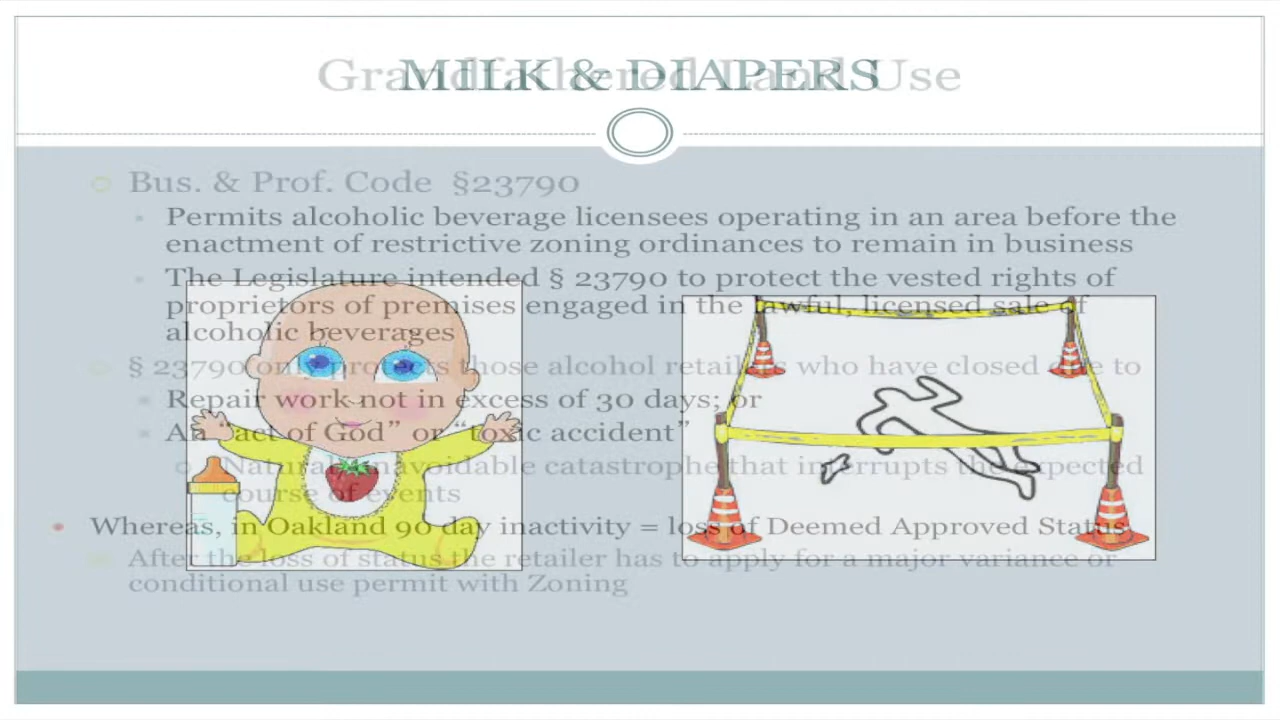 Grandfathered Land Use
MILK & DIAPERS
Bus. & Prof. Code §23790
Permits alcoholic beverage licensees operating in an area before the
enactment of restrictive zoning ordinances to remain in business
The Legislature intended § 23790 to protect the vested rights of
proprietors of premises engaged in the lawful, licensed sale of
alcoholic beverages
§ 23790 only protects those alcohol retailers who have closed due to
Repair work not in excess of 30 days; or
An “act of God” or “toxic accident”
Natural, unavoidable catastrophe that interrupts the expected
course of events
Whereas, in Oakland 90 day inactivity = loss of Deemed Approved Status
After the loss of status the retailer has to apply for a major variance or
conditional use permit with Zoning